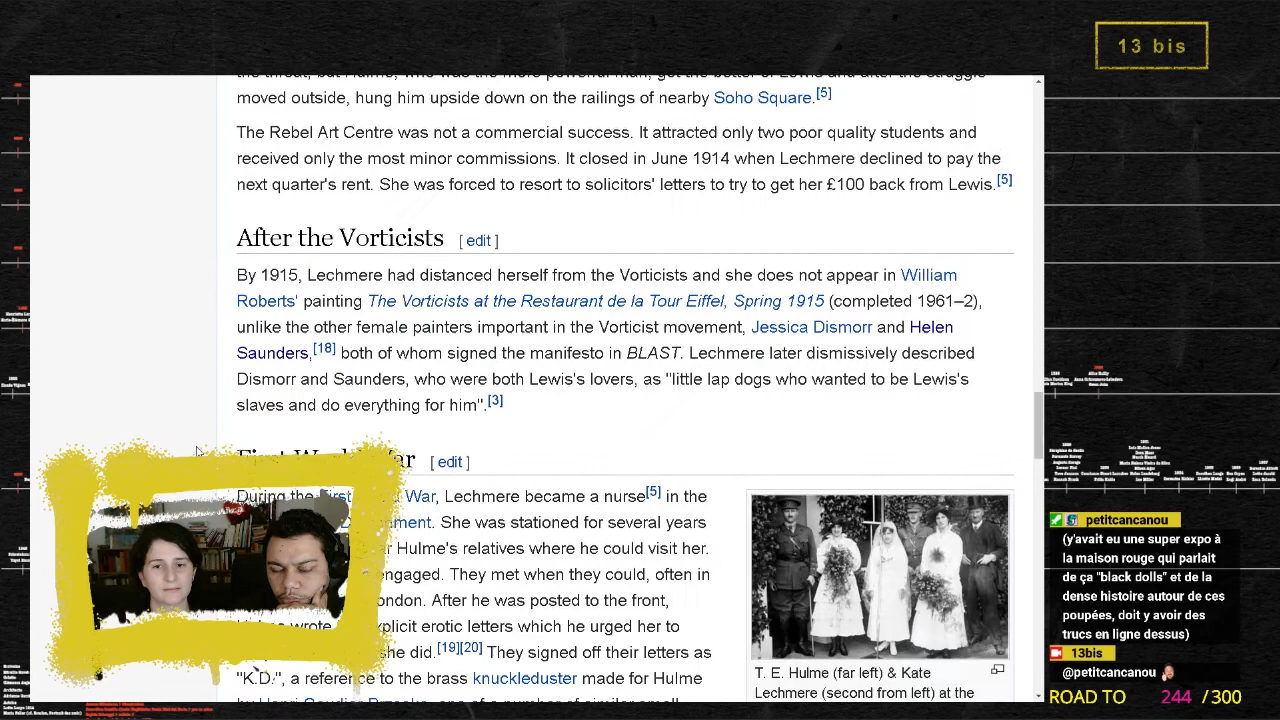 13 bis
moved outside, hung him upside down on the railings of nearby Soho Square.[5]
The Rebel Art Centre was not a commercial success. It attracted only two poor quality students and
received only the most minor commissions. It closed in June 1914 when Lechmere declined to pay the
next quarter's rent. She was forced to resort to solicitors' letters to try to get her £100 back from Lewis.[5]
After the Vorticists [ edit ]
By 1915, Lechmere had distanced herself from the Vorticists and she does not appear in William
Roberts' painting The Vorticists at the Restaurant de la Tour Eiffel, Spring 1915 (completed 1961–2),
unlike the other female painters important in the Vorticist movement, Jessica Dismorr and Helen
Saunders,[18] both of whom signed the manifesto in BLAST. Lechmere later dismissively described
Dismorr and Saunders, who were both Lewis's lovers, as "little lap dogs who wanted to be Lewis's
slaves and do everything for him".[3]
First War [ edit ]
During the First War, Lechmere became a nurse[5] in the
. She was stationed for several years
r Hulme's relatives where he could visit her.
engaged. They met when they could, often in
ondon. After he was posted to the front,
wrote explicit erotic letters which he urged her to
she did.[19][20] They signed off their letters as
"K.D.", a reference to the brass knuckleduster made for Hulme
T. E. Hulme (far left) & Kate
Lechmere (second from left) at the
petitcancanou
(y'avait eu une super expo à
la maison rouge qui parlait
de ça "black dolls" et de la
dense histoire autour de ces
poupées, doit y avoir des
trucs en ligne dessus)
13bis
@petitcancanou
ROAD TO 244 / 300